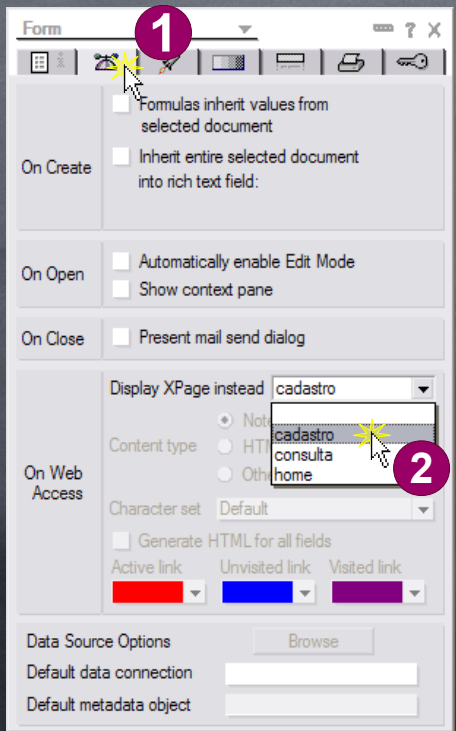 Form
1
?
X
i
Formulas inherit values from
selected document
On Create
Inherit entire selected document
into rich text field:
On Open
Automatically enable Edit Mode
Show context pane
On Close
Present mail send dialog
Display XPage instead
cadastro
cadastro
consulta
home
2
On Web
Access
Content type
Character set
Default
Generate HTML for all fields
Active link
Unvisited link
Visited link
Data Source Options
Browse
Default data connection
Default metadata object